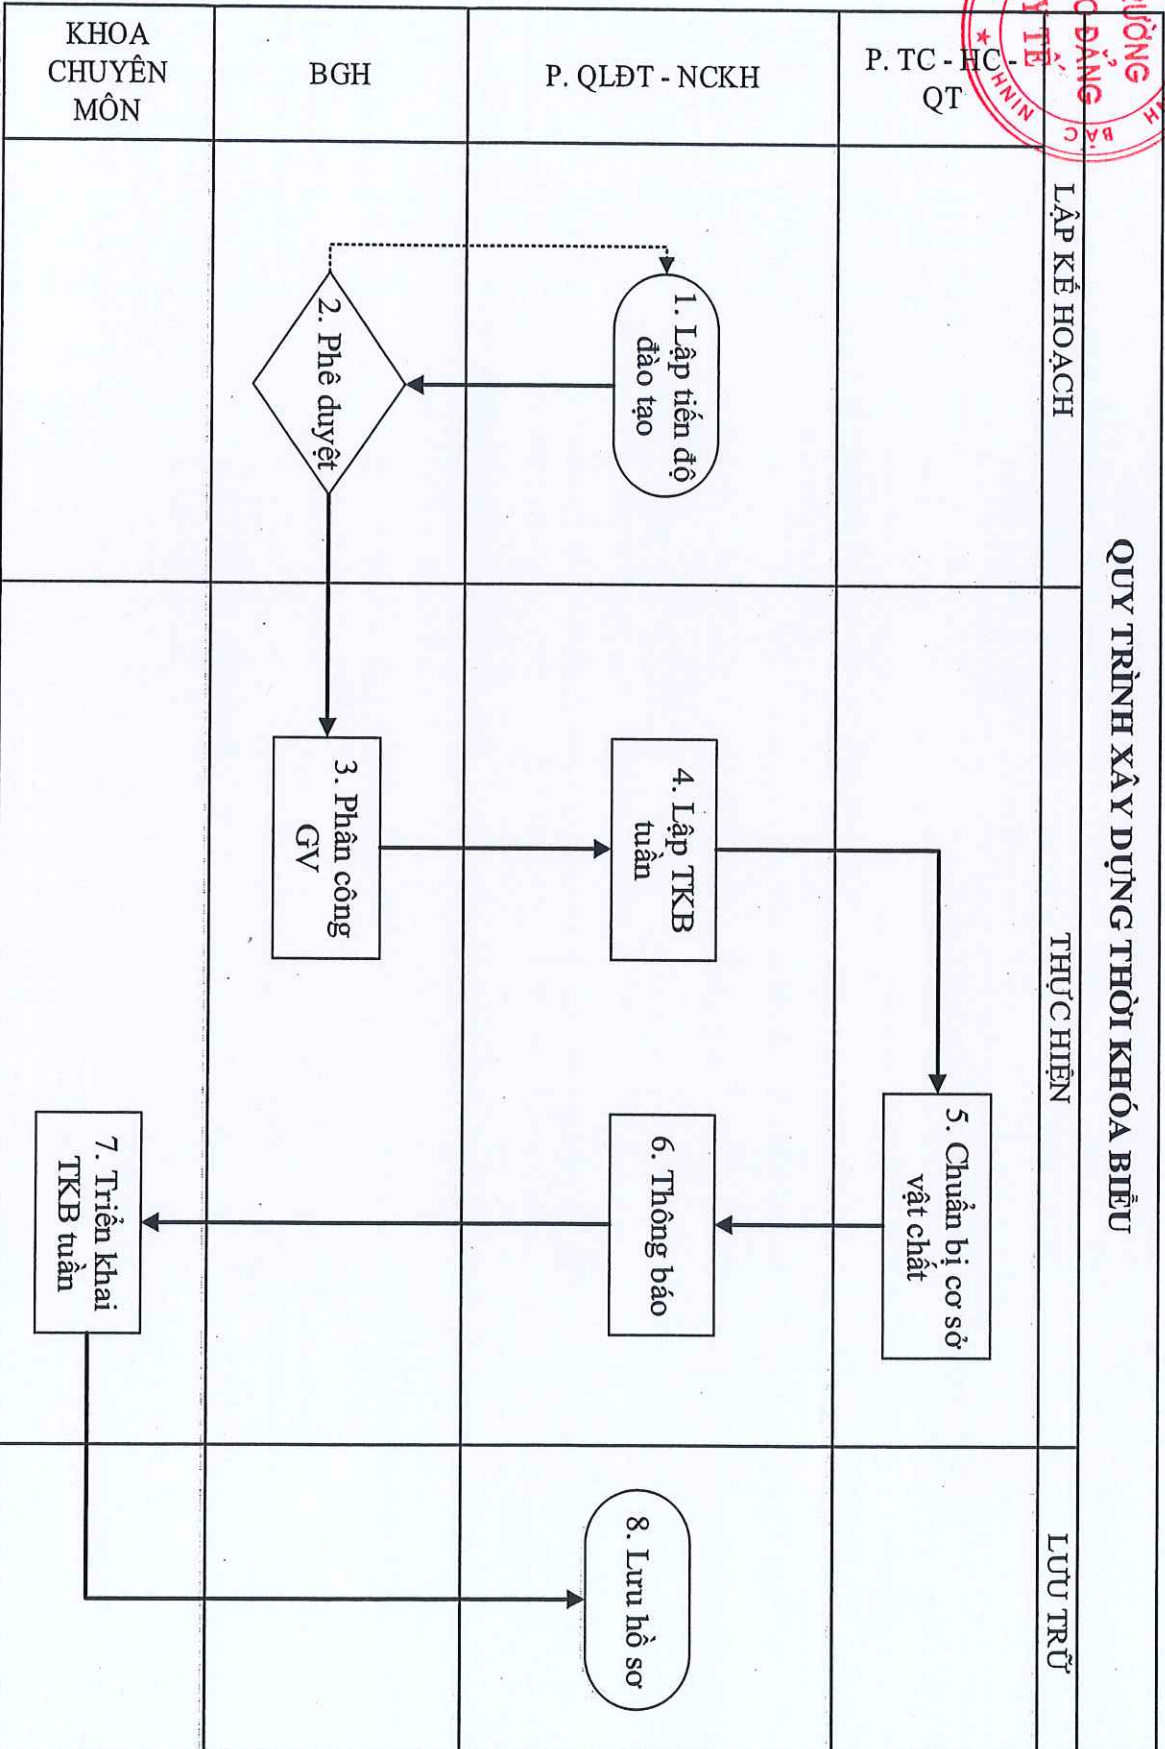 QUY TRÌNH XÂY DỰNG THỜI KHÓA BIỂU
LẬP KẾ HOẠCH
THỰC HIỆN
LƯU TRỮ
P. TC - HC -
QT
5. Chuẩn bị cơ sở
vật chất
P. QLĐT - NCKH
1. Lập tiến độ
đào tạo
4. Lập TKB
tuần
6. Thông báo
8. Lưu hồ sơ
BGH
2. Phê duyệt
3. Phân công
GV
KHOA
CHUYÊN
MÔN
7. Triển khai
TKB tuần
Y TẾ
BẮC NINH